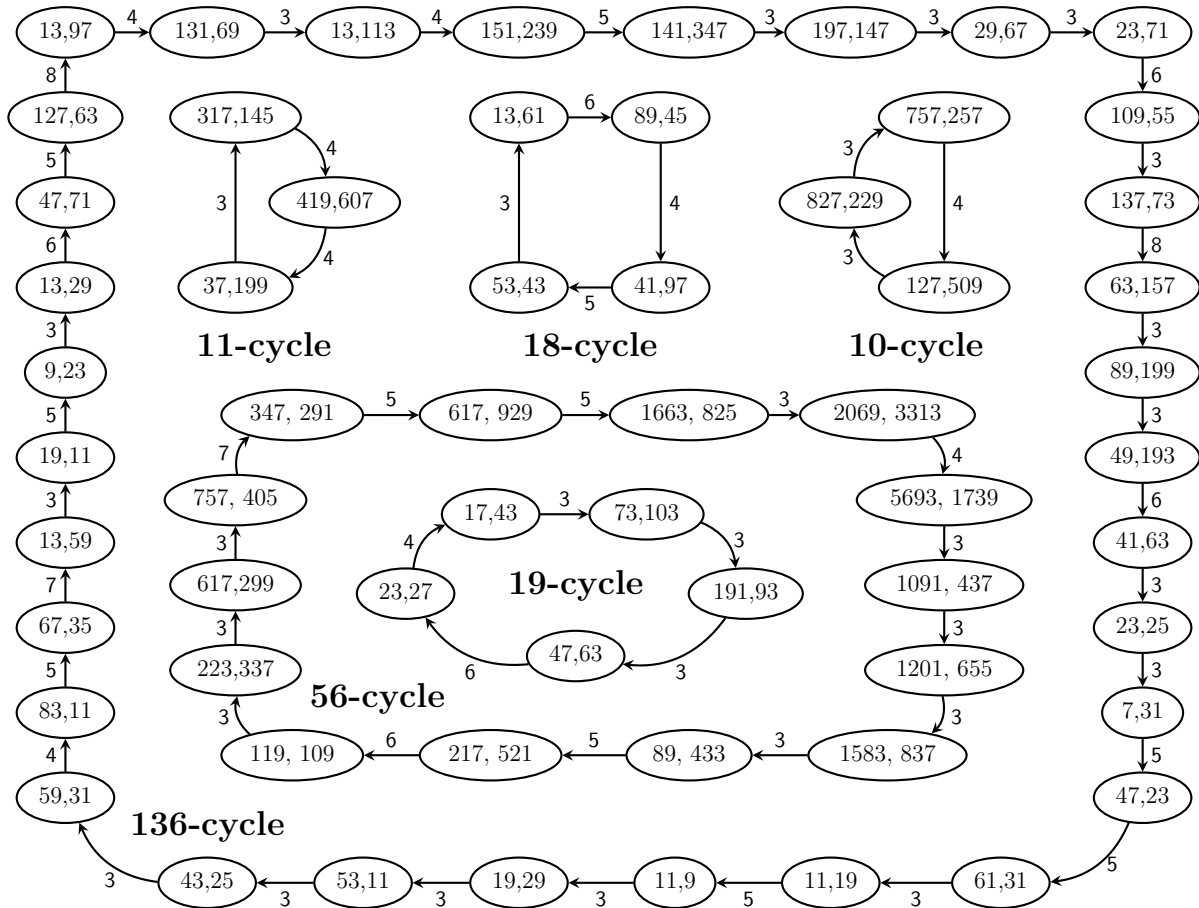 13,97 4 131,69 3 13,113 4 151,239 5 141,347 3 197,147 3 29,67 3 23,71
8 6
127,63 317,145 13,61 6 89,45 757,257 109,55
5 4 3 3
47,71 3 419,607 3 4 827,229 4 137,73
6 4 3 8
13,29 37,199 53,43 5 41,97 127,509 63,157
3 3
11-cycle 18-cycle 10-cycle
9,23 89,199
5 347, 291 5 617, 929 5 1663, 825 3 2069, 3313 3
19,11 7 4 49,193
3 757, 405 17,43 3 73,103 5693, 1739 6
13,59 3 4 3 3 41,63
7 617,299 23,27 19-cycle 191,93 1091, 437 3
67,35 3 47,63 3 23,25
5 223,337 6 3 1201, 655 3
83,11 56-cycle 7,31
3 3
4 119, 109 6 217, 521 5 89, 433 3 1583, 837 5
59,31 47,23
136-cycle
3 43,25 3 53,11 3 19,29 3 11,9 5 11,19 3 61,31 5